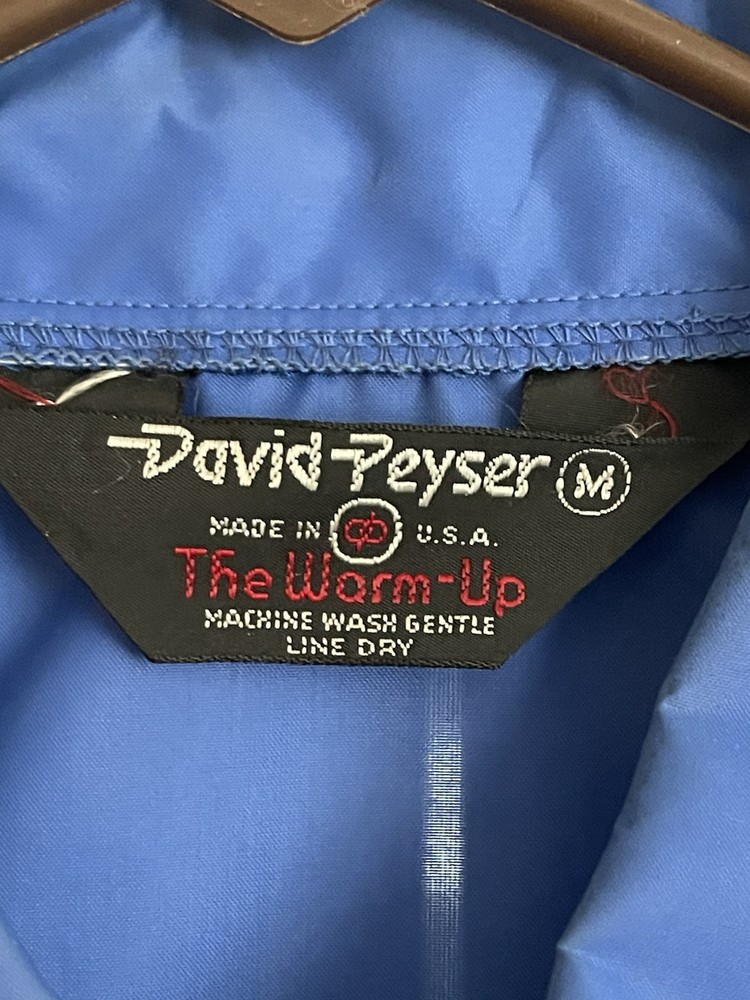 David Peyser M
MADE IN U.S.A.
The Warm-Up
MACHINE WASH GENTLE
LINE DRY